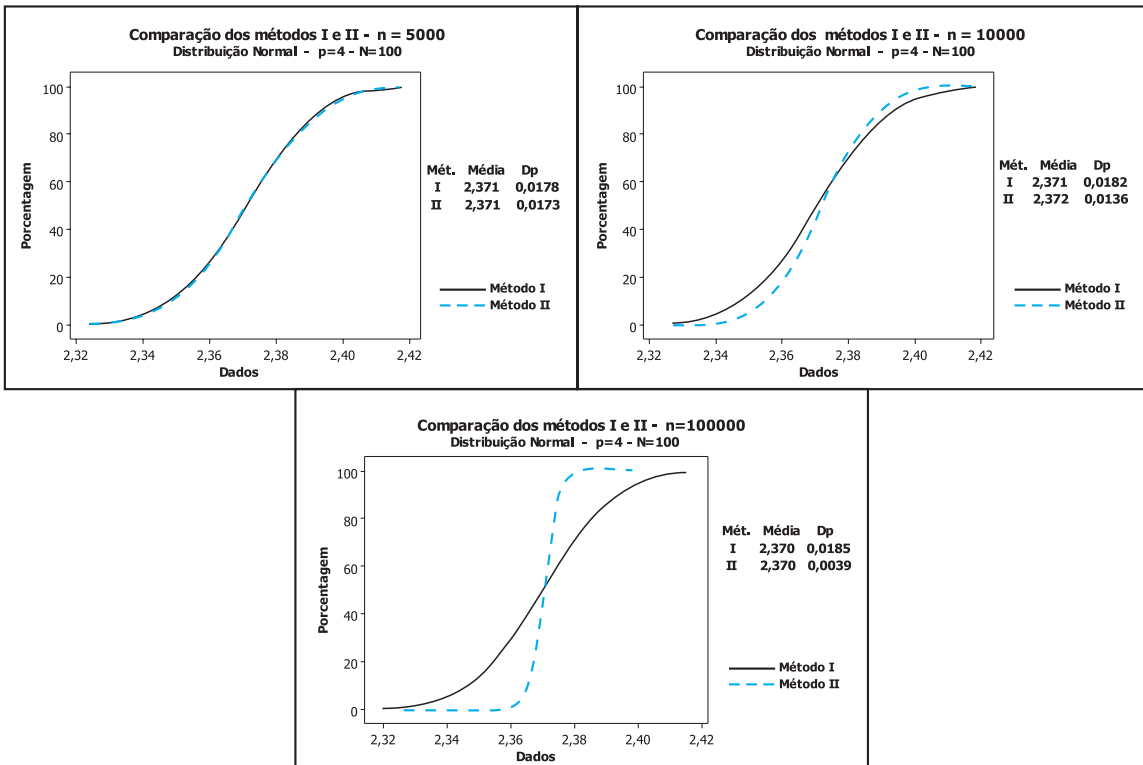 Comparação dos métodos I e II - n = 5000
Distribuição Normal - p=4 - N=100
Porcentagem
100
80
60
40
20
0
2,32 2,34 2,36 2,38 2,40 2,42
Dados
Mét. Média Dp
I 2,371 0,0178
II 2,371 0,0173
Método I
Método II
Comparação dos métodos I e II - n = 10000
Distribuição Normal - p=4 - N=100
Porcentagem
100
80
60
40
20
0
2,32 2,34 2,36 2,38 2,40 2,42
Dados
Mét. Média Dp
I 2,371 0,0182
II 2,372 0,0136
Método I
Método II
Comparação dos métodos I e II - n=100000
Distribuição Normal - p=4 - N=100
Porcentagem
100
80
60
40
20
0
2,32 2,34 2,36 2,38 2,40 2,42
Dados
Mét. Média Dp
I 2,370 0,0185
II 2,370 0,0039
Método I
Método II